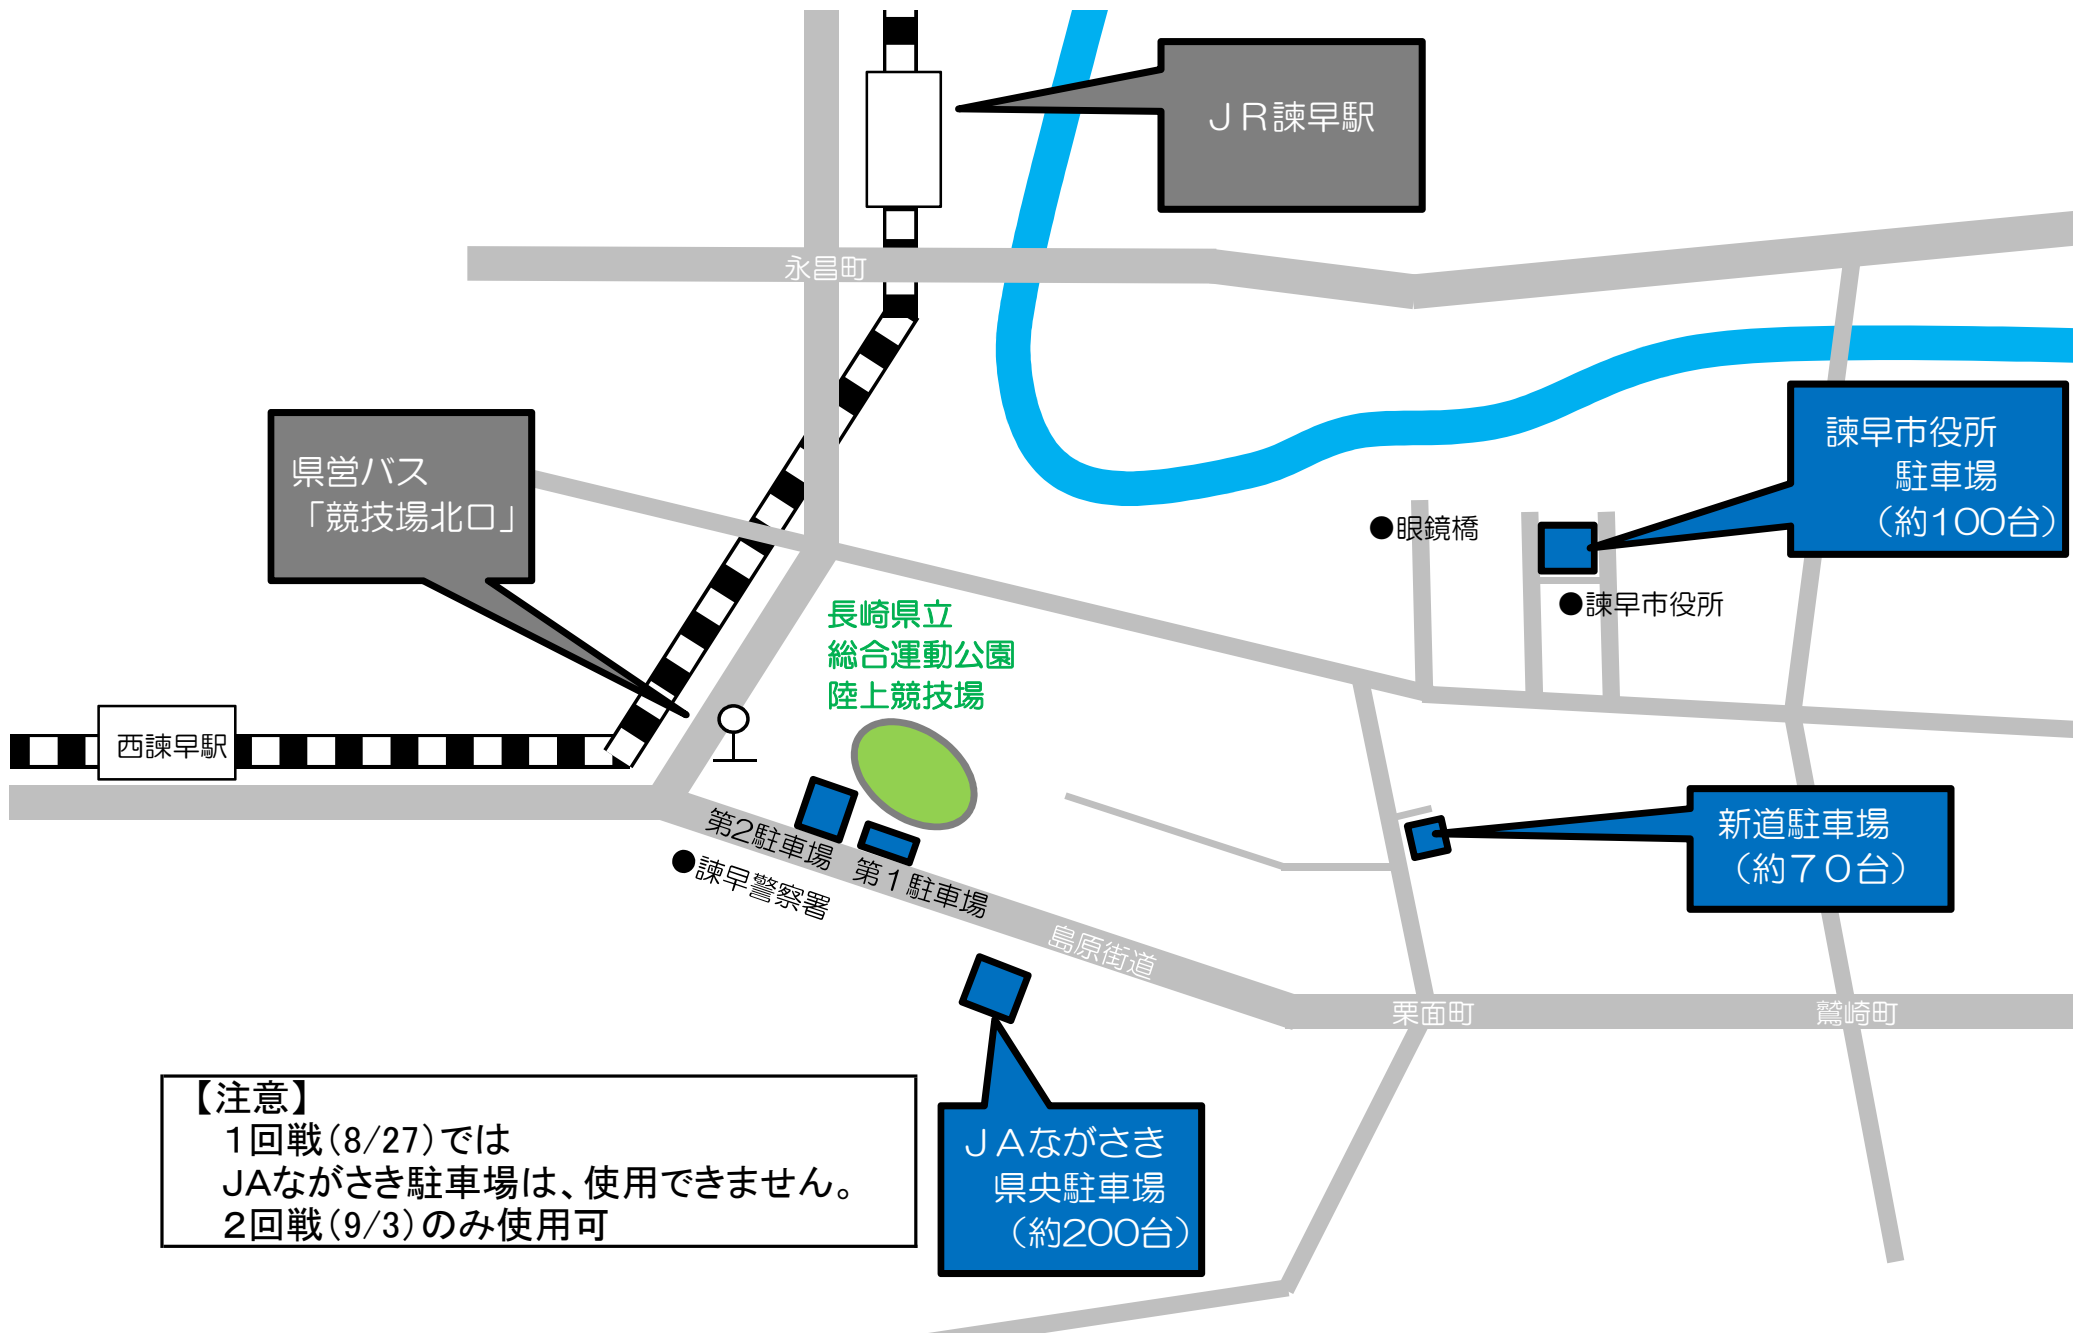 ＪＲ諫早駅
永昌町
県営バス
「競技場北口」
諫早市役所
駐車場
（約100台）
●眼鏡橋
●諫早市役所
長崎県立
総合運動公園
陸上競技場
西諫早駅
新道駐車場
（約７０台）
第2駐車場
第１駐車場
●諫早警察署
島原街道
栗面町
鷲崎町
ＪＡながさき
県央駐車場
（約200台）
【注意】
１回戦（8/27）では
JAながさき駐車場は、使用できません。
２回戦（9/3）のみ使用可